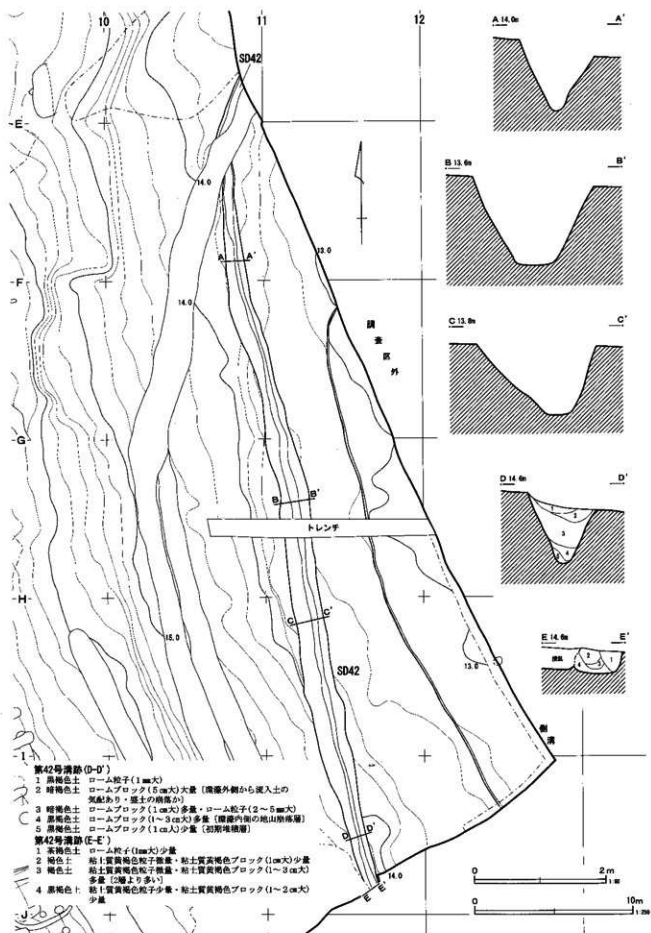 10 11 12
SD42
A 14.0m A'
E
14.0
B 13.6m B'
A A'
13.0
F
14.0
調査区外
C 13.8m C'
G
B B'
D 14.6m D'
1
2
3
4
トレンチ
H
C C'
15.0
SD42
13.0
E 14.6m E'
2 1
4 3
側溝
I
第42号溝跡(D-D')
1 黒褐色土 ローム粒子(1㎜大)
2 暗褐色土 ロームブロック(5㎝大)大量[環濠外側から流入土の
気配あり・盛土の崩落か]
3 暗褐色土 ロームブロック(1㎝大)多量・ローム粒子(2～5㎜大)
4 黒褐色土 ロームブロック(1～3㎝大)多量[環濠内側の地山崩落層]
5 黒褐色土 ロームブロック(1㎝大)少量[初期堆積層]
第42号溝跡(E-E')
1 茶褐色土 ローム粒子(1㎜大)少量
2 褐色土 粘土質黄褐色粒子微量・粘土質黄褐色ブロック(1㎝大)少量
3 褐色土 粘土質黄褐色粒子微量・粘土質黄褐色ブロック(1～3㎝大)
多量[2層より多い]
4 黒褐色土 粘土質黄褐色粒子少量・粘土質黄褐色ブロック(1～2㎝大)
少量
D D'
14.0
E E'
J
0 2m
0 10m